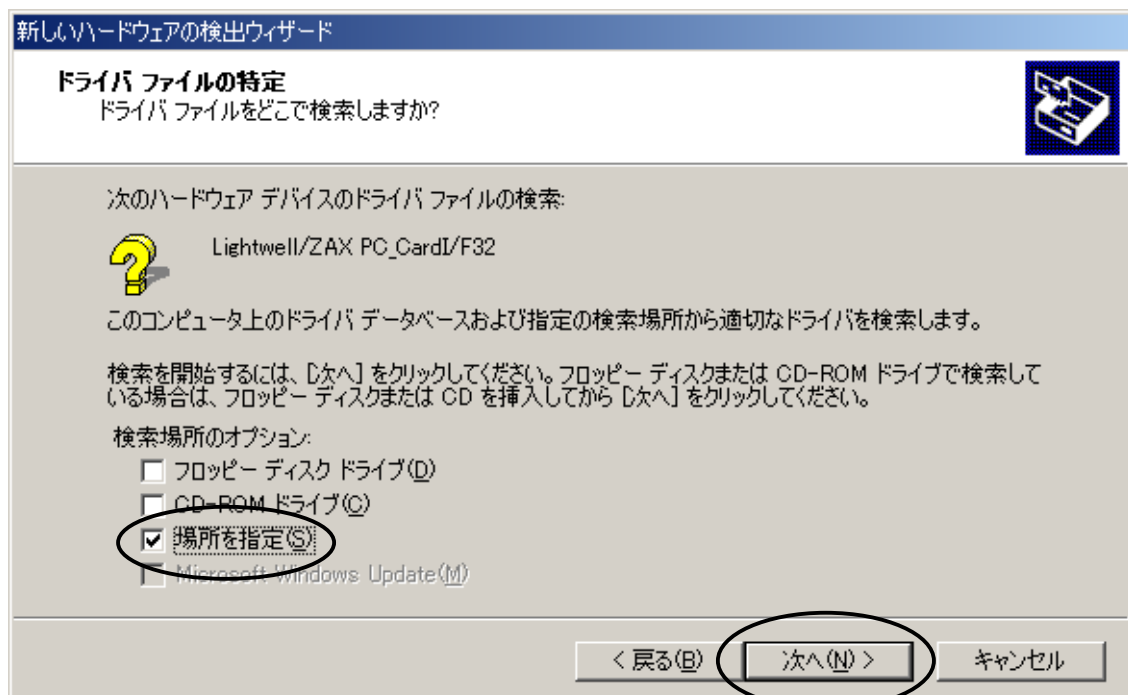 新しいハードウェアの検出ウィザード
ドライバ ファイルの特定
ドライバ ファイルをどこで検索しますか?
次のハードウェア デバイスのドライバ ファイルの検索:
Lightwell/ZAX PC_CardI/F32
このコンピュータ上のドライバ データベースおよび指定の検索場所から適切なドライバを検索します。
検索を開始するには、[次へ] をクリックしてください。フロッピー ディスクまたは CD-ROM ドライブで検索して
いる場合は、フロッピー ディスクまたは CD を挿入してから [次へ] をクリックしてください。
検索場所のオプション:
フロッピー ディスク ドライブ(D)
CD-ROM ドライブ(C)
場所を指定(S)
Microsoft Windows Update(M)
< 戻る(B) 次へ(N) > キャンセル